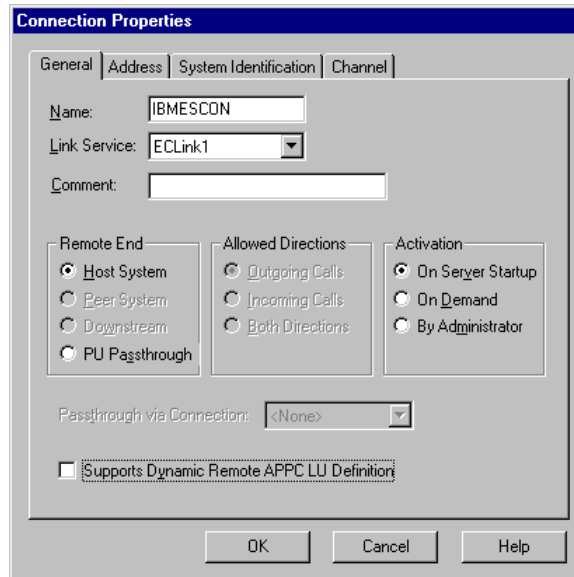 Connection Properties
General Address System Identification Channel
Name: IBMESCON
Link Service: ECLink1
Comment:
Remote End Allowed Directions Activation
Host System Outgoing Calls On Server Startup
Peer System Incoming Calls On Demand
Downstream Both Directions By Administrator
PU Passthrough
Passthrough via Connection: <None>
Supports Dynamic Remote APPC LU Definition
OK Cancel Help